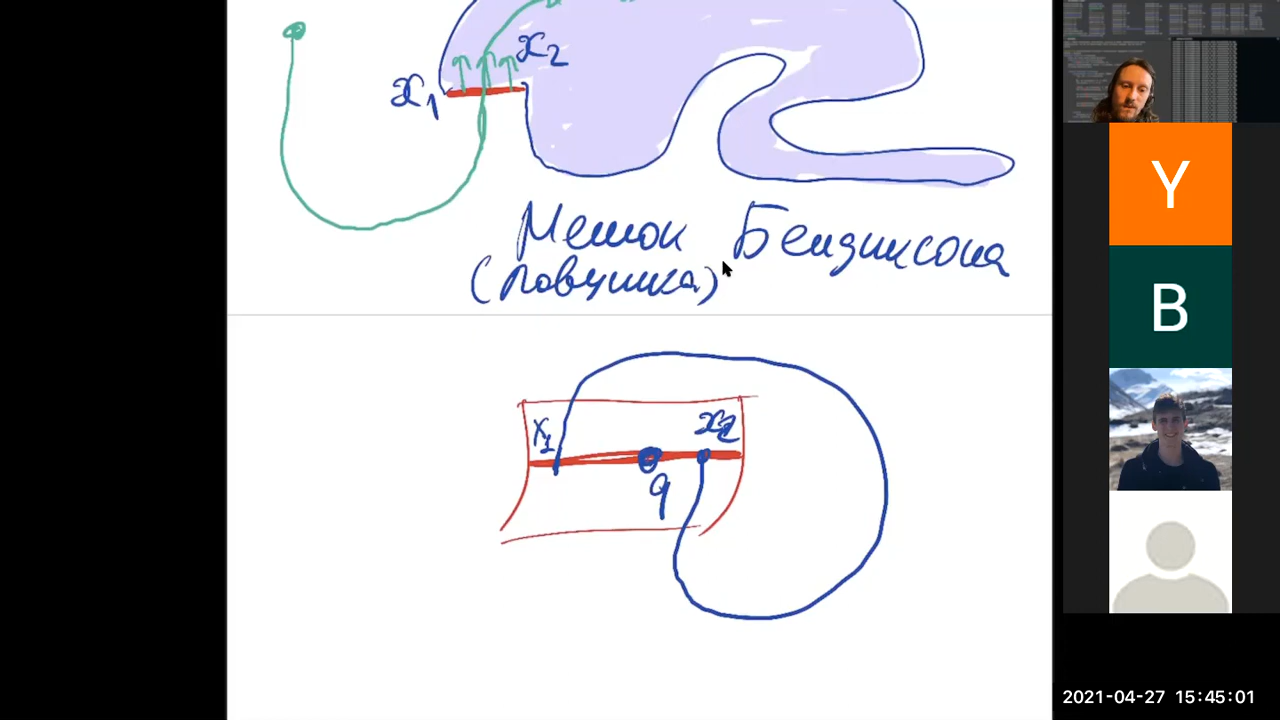 x₁
x₂
Мешок Бендиксона
(Ловушка)
x₁
x₂
q
Y
B
2021-04-27 15:45:01